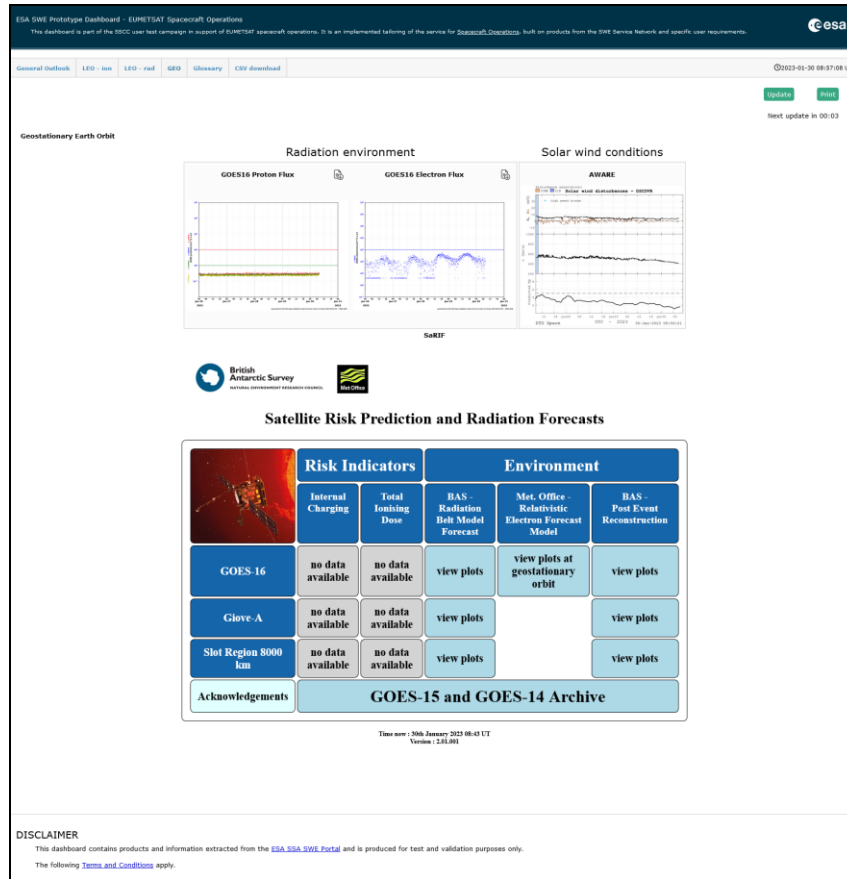 ESA SWE Prototype Dashboard - EUMETSAT Spacecraft Operations
This dashboard is part of the SSCC user test campaign in support of EUMETSAT spacecraft operations. It is an implemented tailoring of the service for Spacecraft Operations, built on products from the SWE Service Network and specific user requirements.
esa
General Outlook LEO - ion LEO - rad GEO Glossary CSV download
2023-01-30 08:57:08
Update Print
Next update in 00:03
Geostationary Earth Orbit
Radiation environment Solar wind conditions
GOES16 Proton Flux GOES16 Electron Flux AWARE
Solar wind disturbances - DSCOVR
SaRIF
British
Antarctic Survey
NATURAL ENVIRONMENT RESEARCH COUNCIL
Met Office
Satellite Risk Prediction and Radiation Forecasts
Risk Indicators Environment
Internal Charging Total Ionising Dose BAS - Radiation Belt Model Forecast Met. Office - Relativistic Electron Forecast Model BAS - Post Event Reconstruction
GOES-16 no data available no data available view plots view plots at geostationary orbit view plots
Giove-A no data available no data available view plots view plots
Slot Region 8000 km no data available no data available view plots view plots
Acknowledgements GOES-15 and GOES-14 Archive
Time now : 30th January 2023 08:43 UT
Version : 2.01.001
DISCLAIMER
This dashboard contains products and information extracted from the ESA SSA SWE Portal and is produced for test and validation purposes only.
The following Terms and Conditions apply.